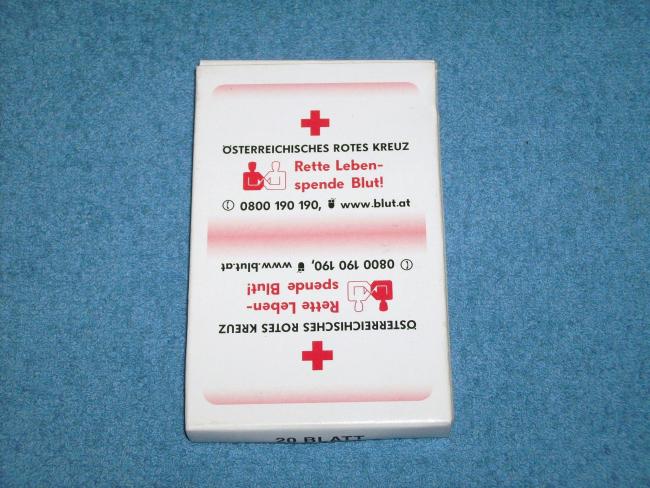 ÖSTERREICHISCHES ROTES KREUZ
Rette Leben-
spende Blut!
0800 190 190, www.blut.at
0800 190 190, www.blut.at
Rette Leben-
spende Blut!
ÖSTERREICHISCHES ROTES KREUZ
20 BLATT